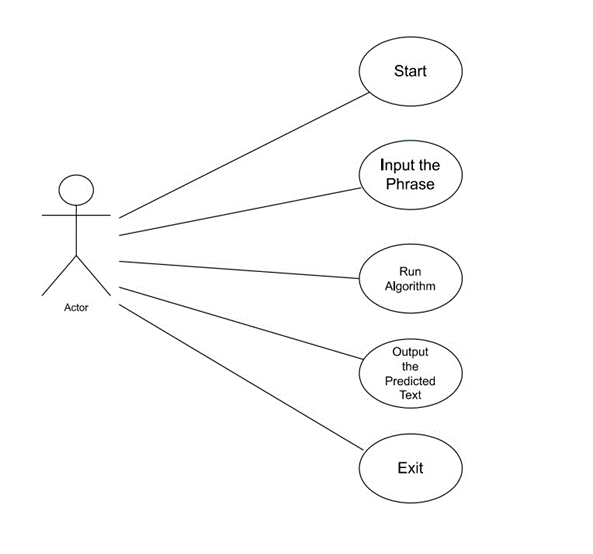 Start
Input the
Phrase
Run
Algorithm
Actor
Output
the
Predicted
Text
Exit